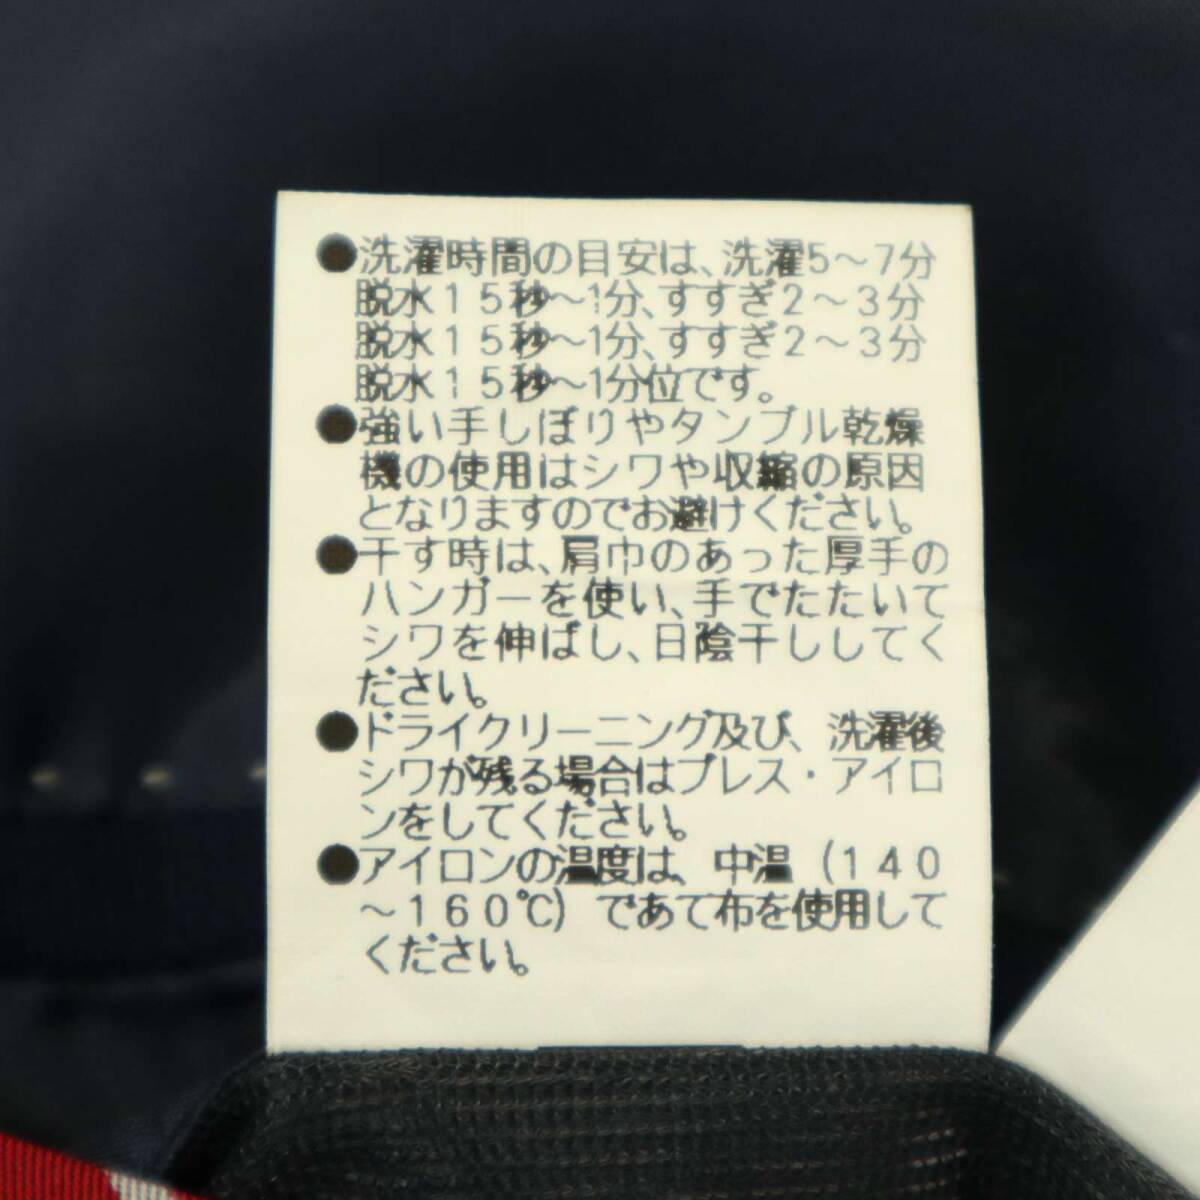 ●洗濯時間の目安は、洗濯5～7分
脱水15秒～1分、すすぎ2～3分
脱水15秒～1分、すすぎ2～3分
脱水15秒～1分位です。
●強い手しぼりやタンブル乾燥
機の使用はシワや収縮の原因
となりますのでお避けください。
●干す時は、肩巾のあった厚手の
ハンガーを使い、手でたたいて
シワを伸ばし、日陰干ししてく
ださい。
●ドライクリーニング及び、洗濯後
シワが残る場合はプレス・アイロ
ンをしてください。
●アイロンの温度は、中温(140
～160℃)であて布を使用して
ください。